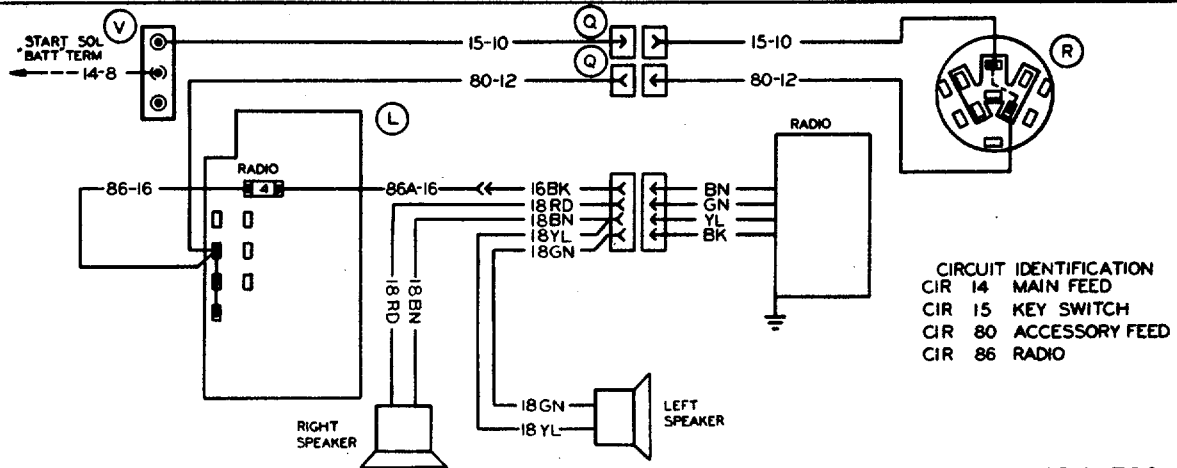 V
START SOL
"BATT" TERM
14-8
15-10
Q
15-10
R
Q
80-12
80-12
L
RADIO
RADIO
86-16
4
86A-16
16BK
BN
18RD
GN
18BN
YL
18YL
BK
18GN
18RD
18BN
CIRCUIT IDENTIFICATION
CIR 14 MAIN FEED
CIR 15 KEY SWITCH
CIR 80 ACCESSORY FEED
CIR 86 RADIO
18GN
LEFT
SPEAKER
18YL
RIGHT
SPEAKER